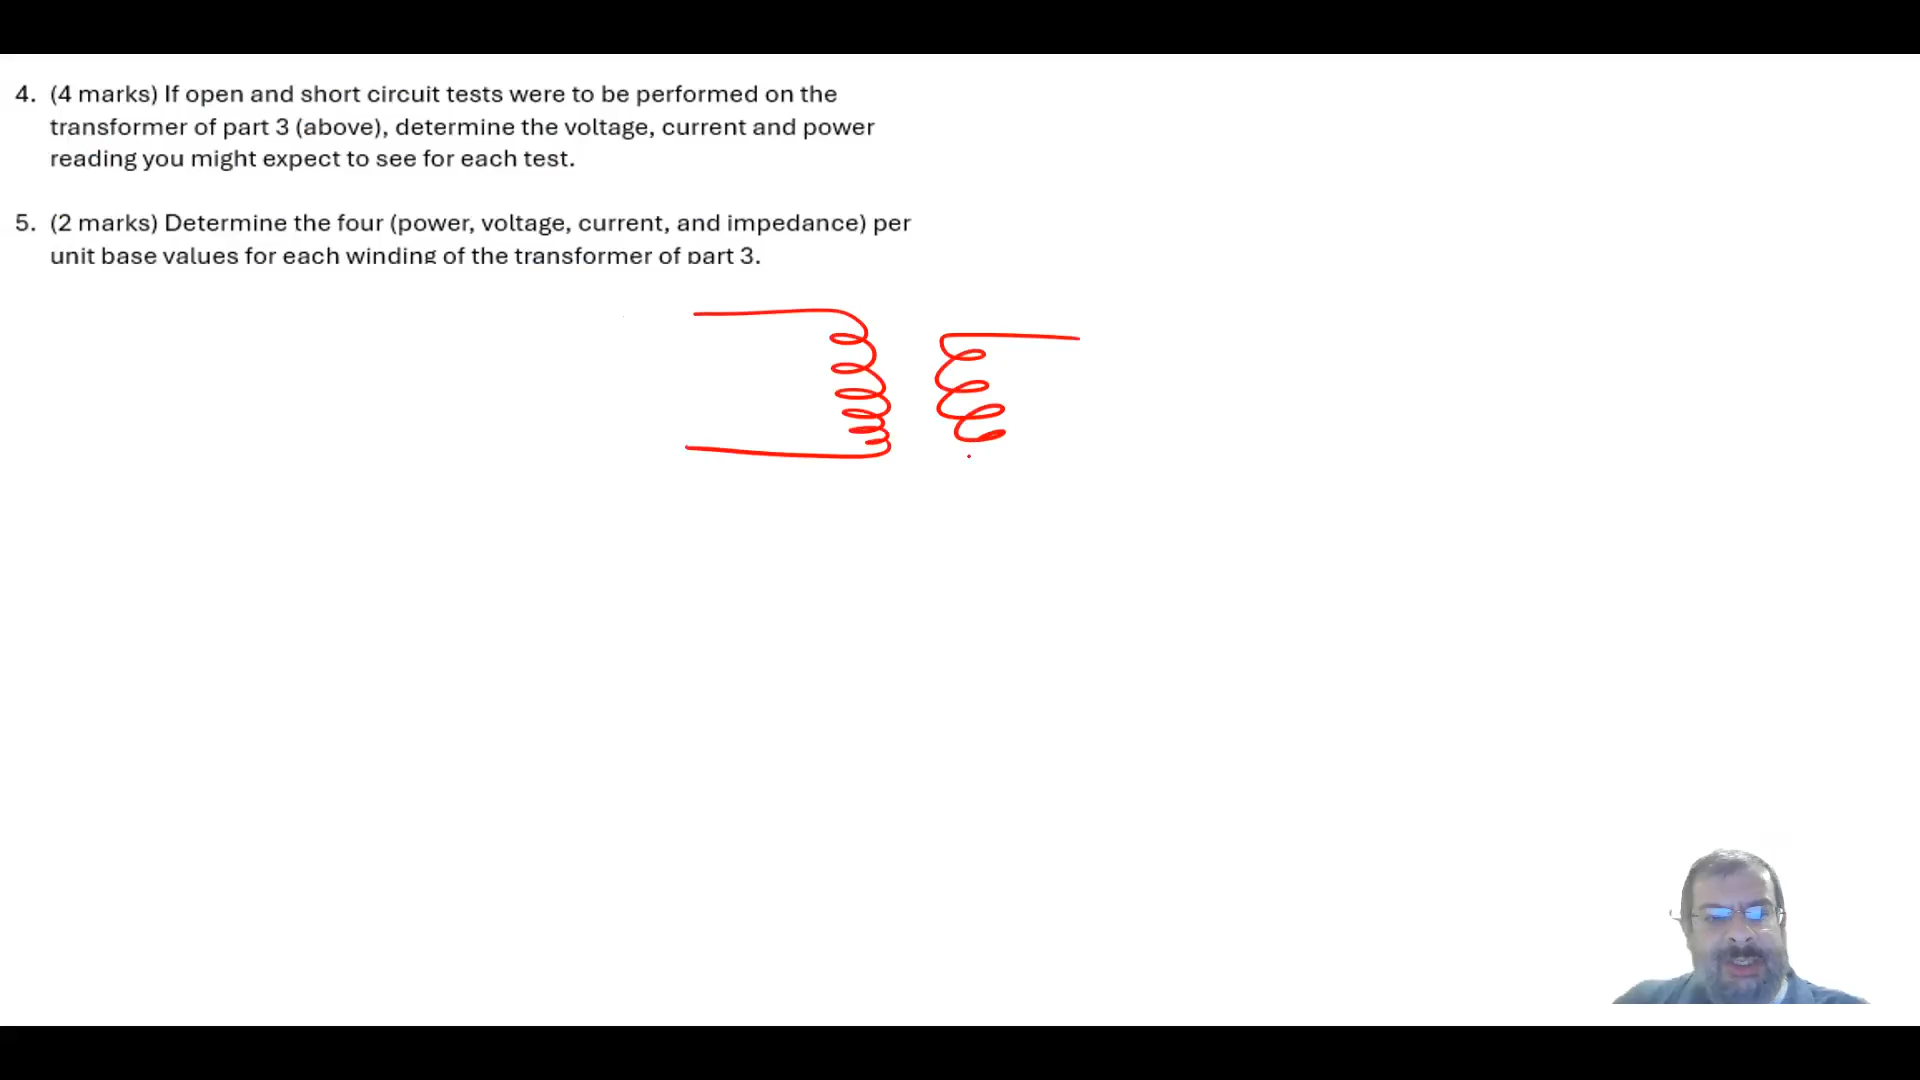 4. (4 marks) If open and short circuit tests were to be performed on the
transformer of part 3 (above), determine the voltage, current and power
reading you might expect to see for each test.
5. (2 marks) Determine the four (power, voltage, current, and impedance) per
unit base values for each winding of the transformer of part 3.